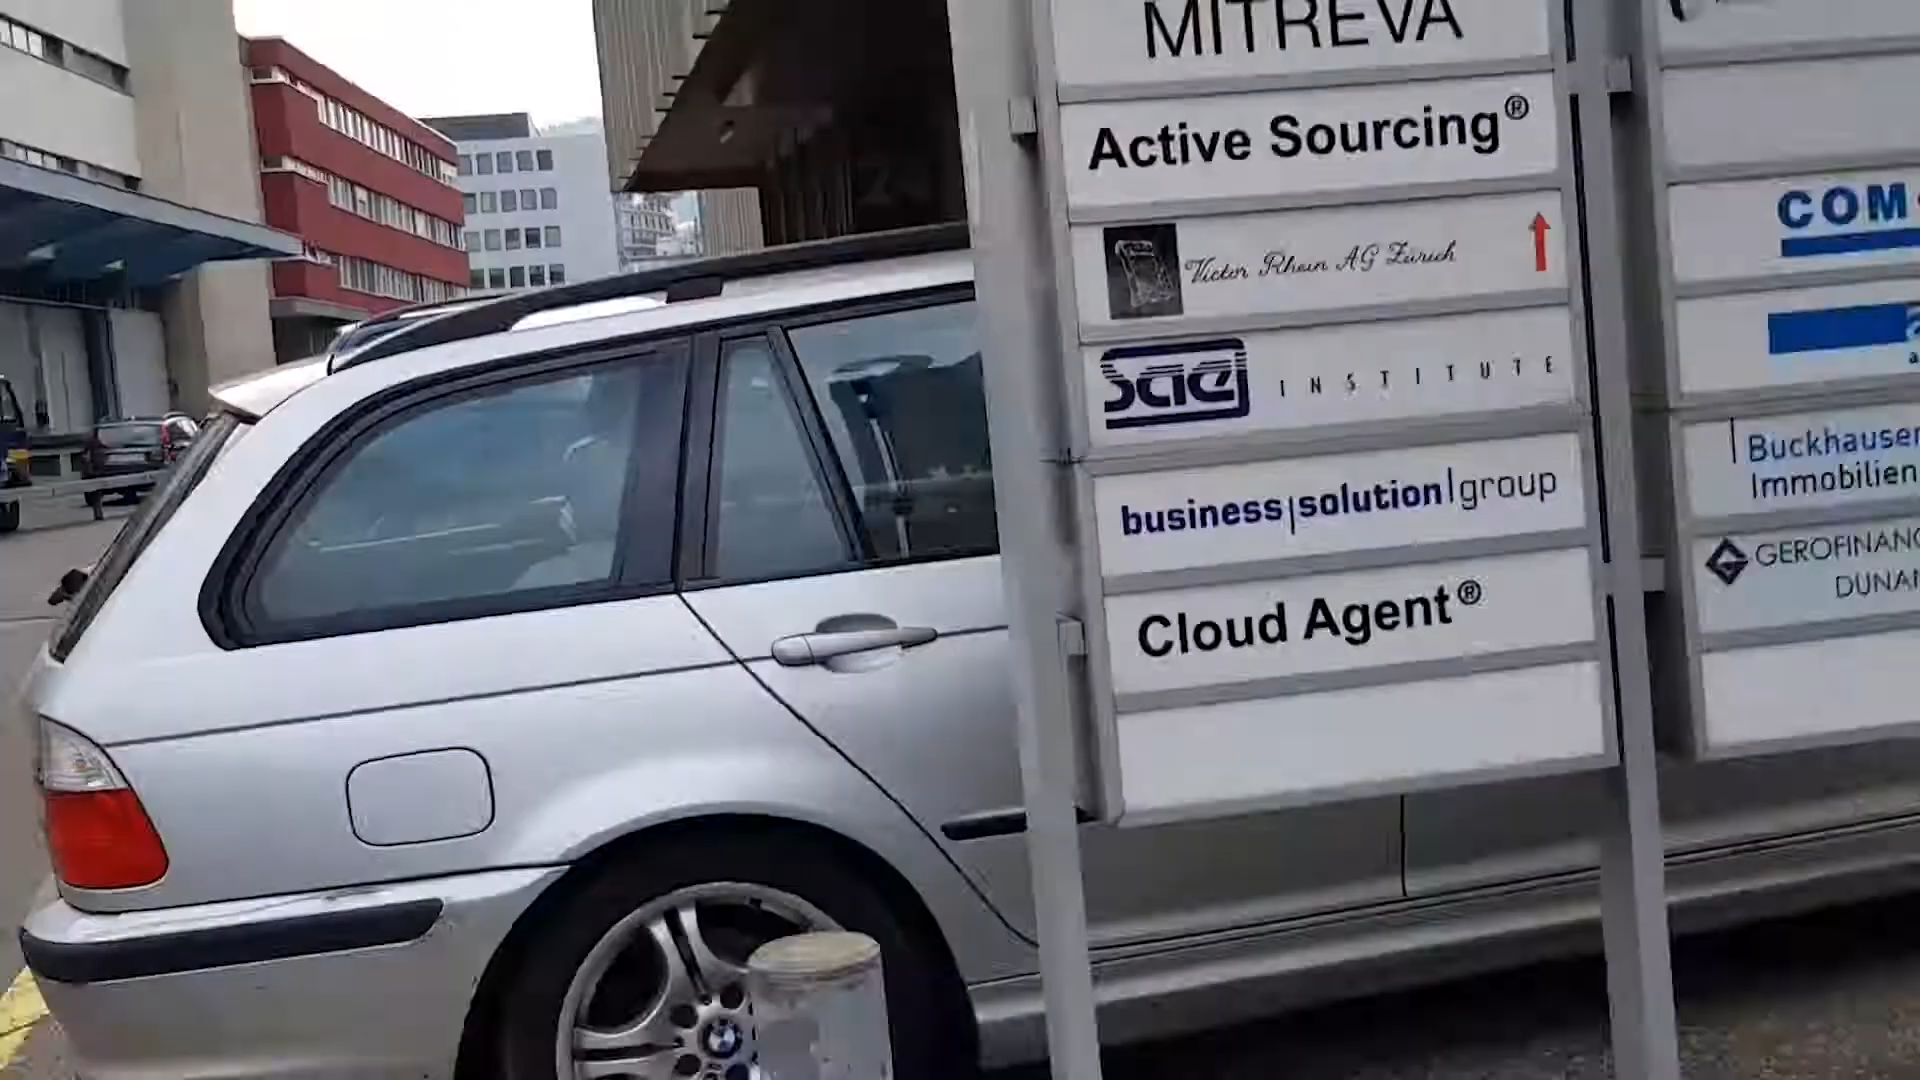 MITREVA
Active Sourcing®
Victor Rhein AG Zürich
sae INSTITUTE
business|solution|group
Cloud Agent®
COM
Buckhauser
Immobilien
GEROFINANC
DUNAN